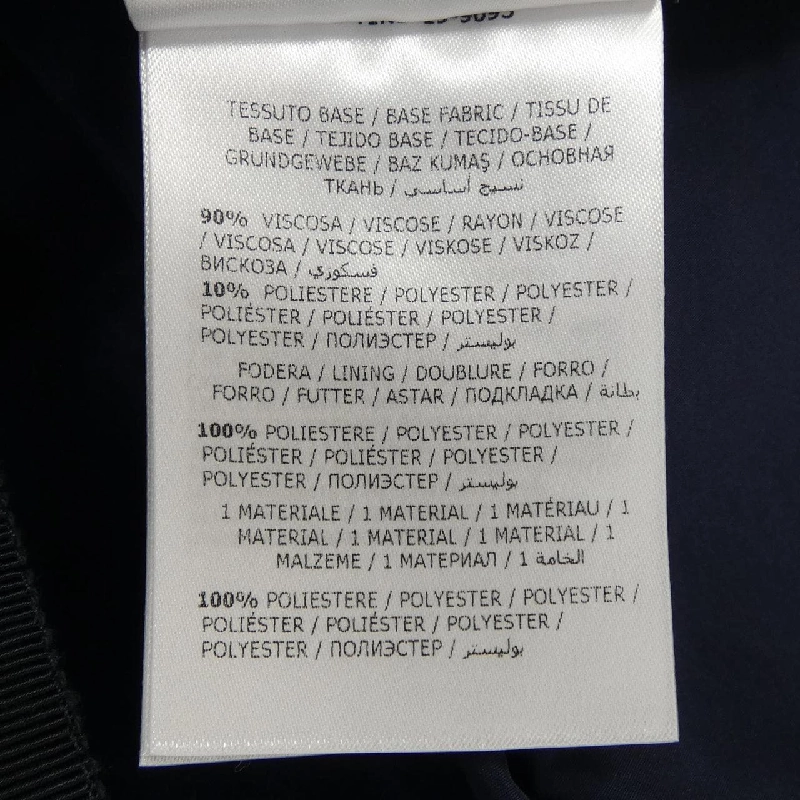 TESSUTO BASE / BASE FABRIC / TISSU DE
BASE / TEJIDO BASE / TECIDO-BASE /
GRUNDGEWEBE / BAZ KUMAŞ / ОСНОВНАЯ
ТКАНЬ / نسيج أساسي
90% VISCOSA / VISCOSE / RAYON / VISCOSE
/ VISCOSA / VISCOSE / VISKOSE / VISKOZ /
ВИСКОЗА / فسكوري
10% POLIESTERE / POLYESTER / POLYESTER /
POLIÉSTER / POLIÉSTER / POLYESTER /
POLYESTER / ПОЛИЭСТЕР / بوليستر
FODERA / LINING / DOUBLURE / FORRO /
FORRO / FUTTER / ASTAR / ПОДКЛАДКА / بطانة
100% POLIESTERE / POLYESTER / POLYESTER /
POLIÉSTER / POLIÉSTER / POLYESTER /
POLYESTER / ПОЛИЭСТЕР / بوليستر
1 MATERIALE / 1 MATERIAL / 1 MATÉRIAU / 1
MATERIAL / 1 MATERIAL / 1 MATERIAL / 1
MALZEME / 1 МАТЕРИАЛ / 1 الخامة
100% POLIESTERE / POLYESTER / POLYESTER /
POLIÉSTER / POLIÉSTER / POLYESTER /
POLYESTER / ПОЛИЭСТЕР / بوليستر